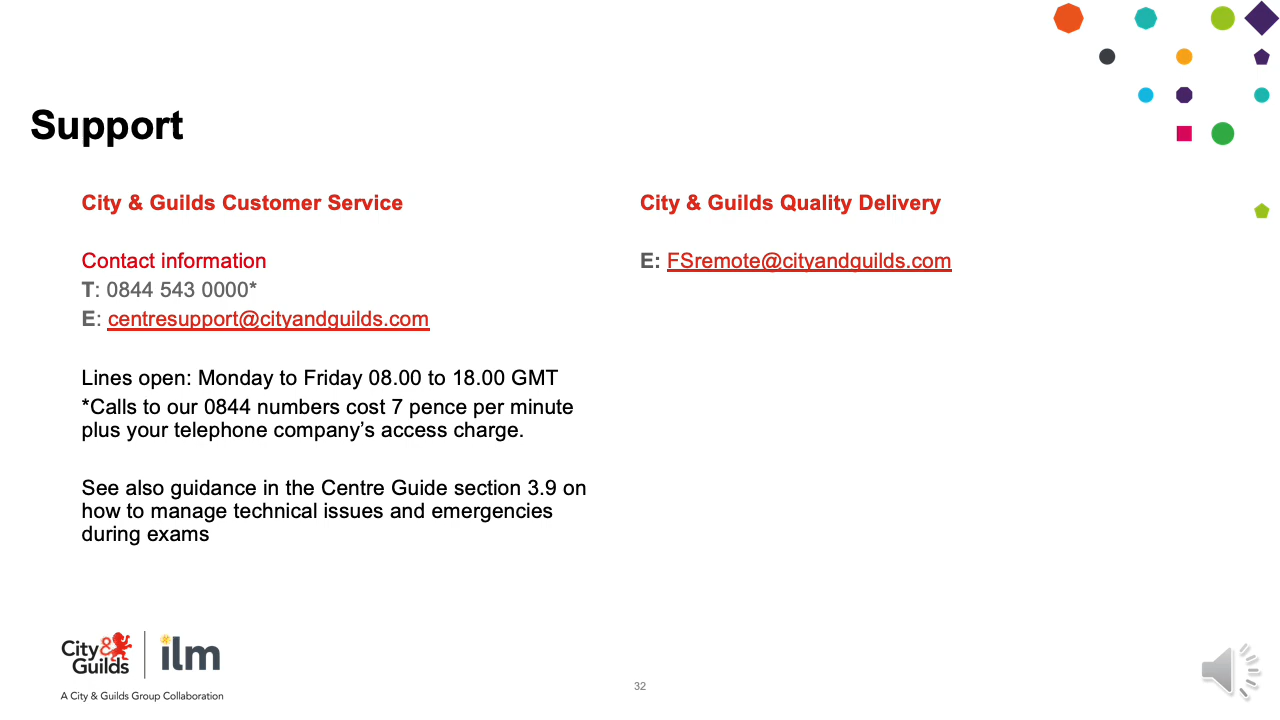 Support
City & Guilds Customer Service
Contact information
T: 0844 543 0000*
E: centresupport@cityandguilds.com
Lines open: Monday to Friday 08.00 to 18.00 GMT
*Calls to our 0844 numbers cost 7 pence per minute
plus your telephone company’s access charge.
See also guidance in the Centre Guide section 3.9 on
how to manage technical issues and emergencies
during exams
City & Guilds Quality Delivery
E: FSremote@cityandguilds.com
City&
Guilds
ilm
A City & Guilds Group Collaboration
32